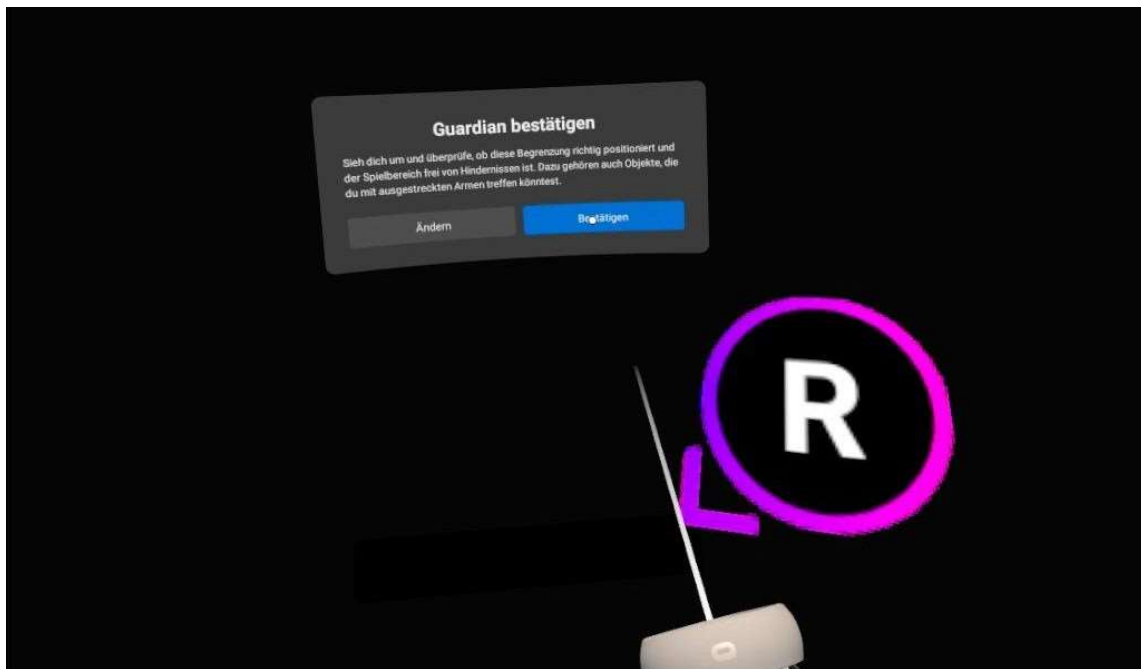 Guardian bestätigen
Sieh dich um und überprüfe, ob diese Begrenzung richtig positioniert und
der Spielbereich frei von Hindernissen ist. Dazu gehören auch Objekte, die
du mit ausgestreckten Armen treffen könntest.
Ändern
Bestätigen
R